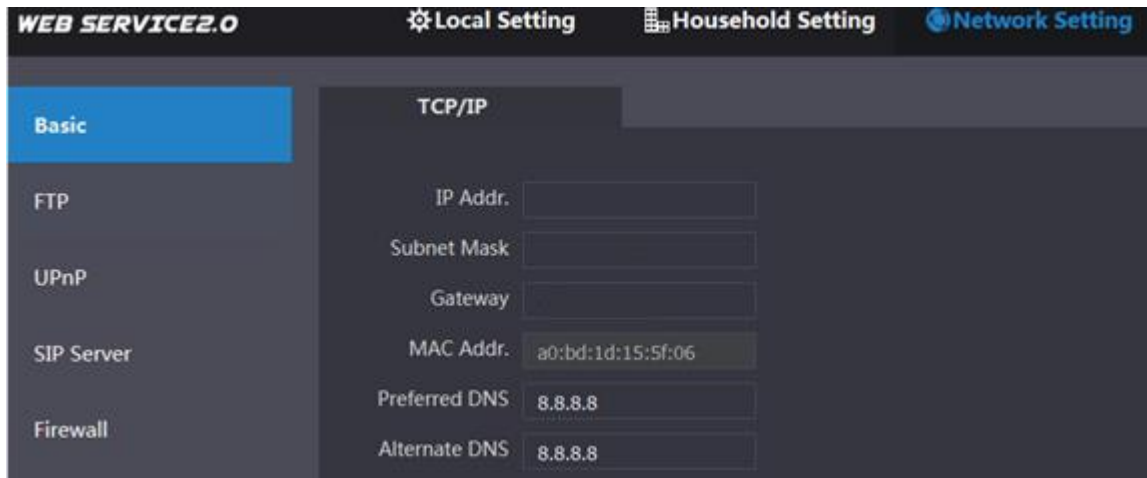 WEB SERVICE2.0
Local Setting
Household Setting
Network Setting
Basic
FTP
UPnP
SIP Server
Firewall
TCP/IP
IP Addr.
Subnet Mask
Gateway
MAC Addr. a0:bd:1d:15:5f:06
Preferred DNS 8.8.8.8
Alternate DNS 8.8.8.8